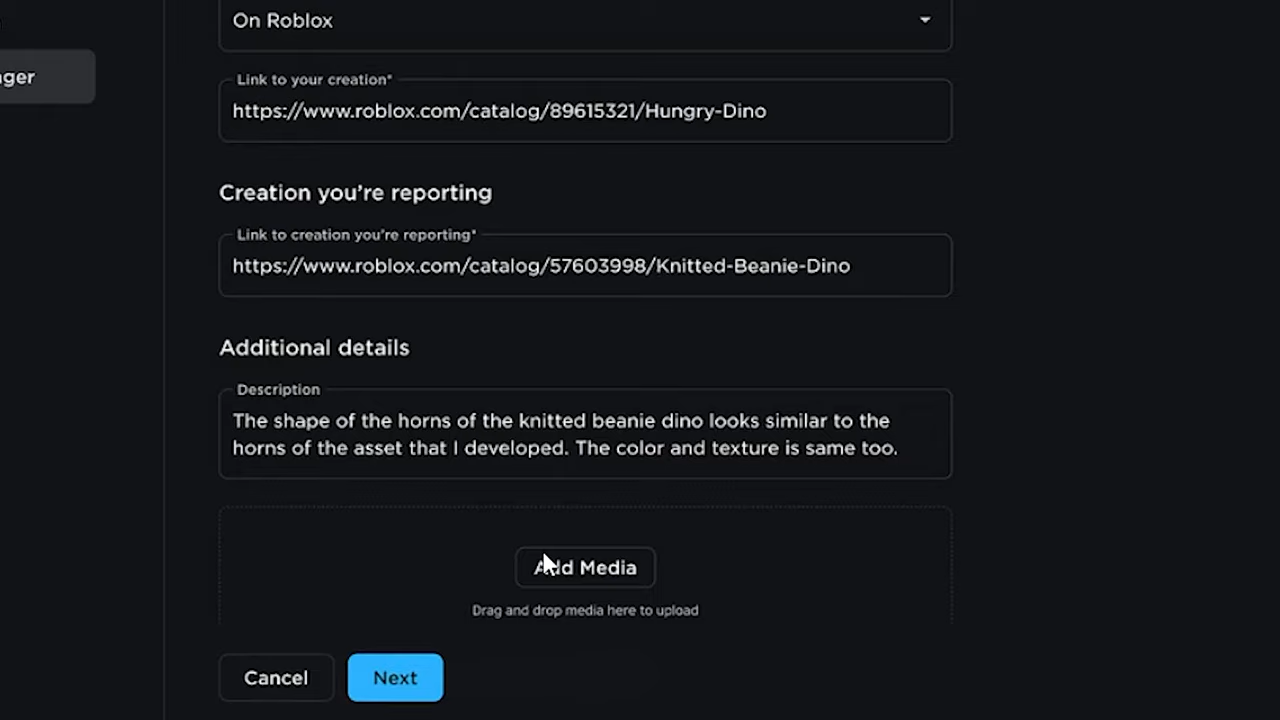 On Roblox
ager
Link to your creation*
https://www.roblox.com/catalog/89615321/Hungry-Dino
Creation you're reporting
Link to creation you're reporting*
https://www.roblox.com/catalog/57603998/Knitted-Beanie-Dino
Additional details
Description
The shape of the horns of the knitted beanie dino looks similar to the
horns of the asset that I developed. The color and texture is same too.
Add Media
Drag and drop media here to upload
Cancel
Next